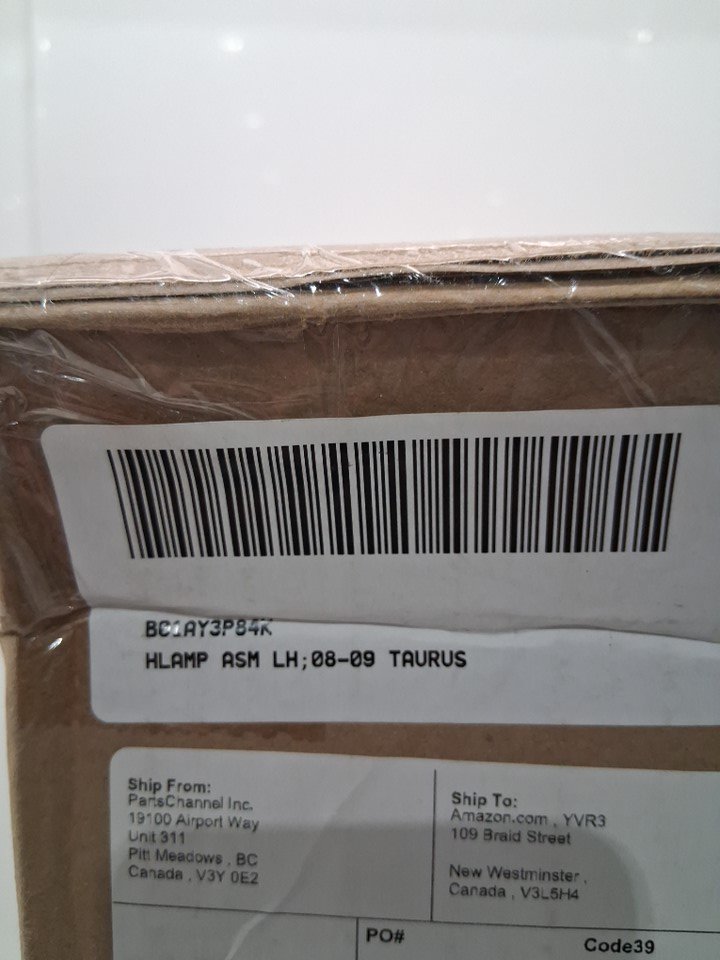 BC1AY3P84K
HLAMP ASM LH;08-09 TAURUS
Ship From:
PartsChannel Inc.
19100 Airport Way
Unit 311
Pitt Meadows , BC
Canada , V3Y 0E2
Ship To:
Amazon.com , YVR3
109 Braid Street
New Westminster ,
Canada , V3L5H4
PO#
Code39